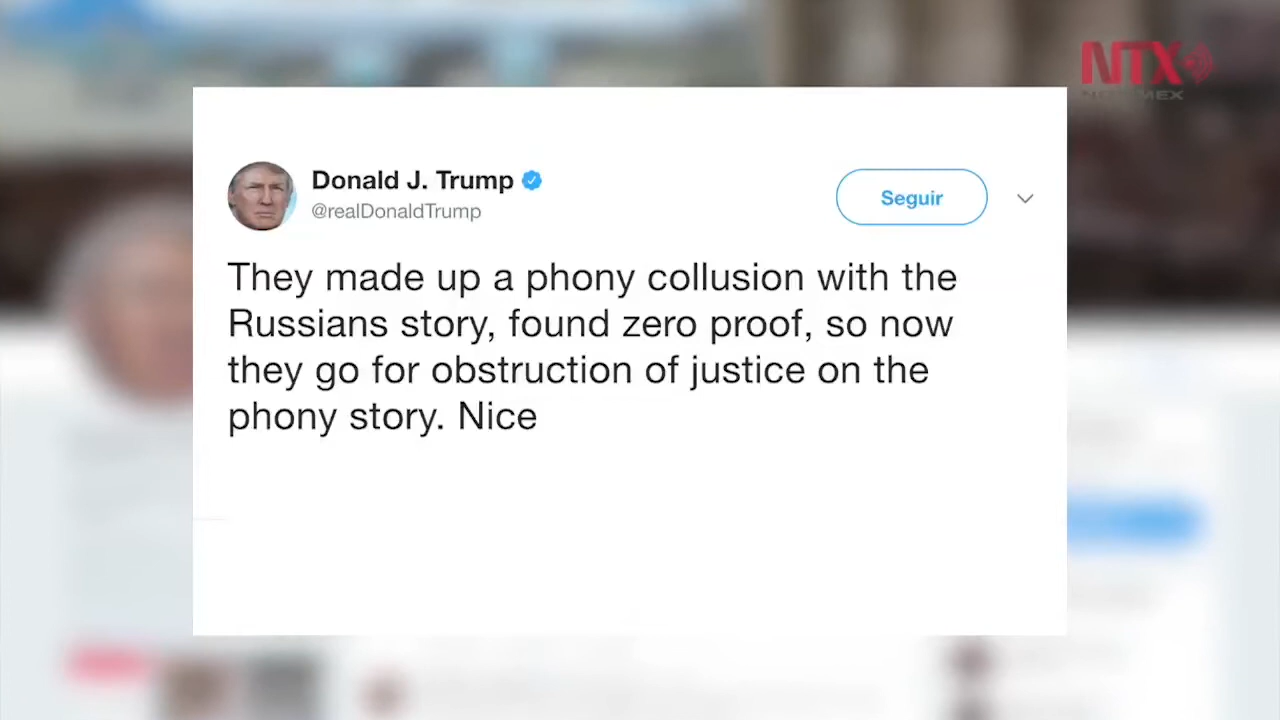 NTX
Donald J. Trump
@realDonaldTrump
Seguir
They made up a phony collusion with the
Russians story, found zero proof, so now
they go for obstruction of justice on the
phony story. Nice